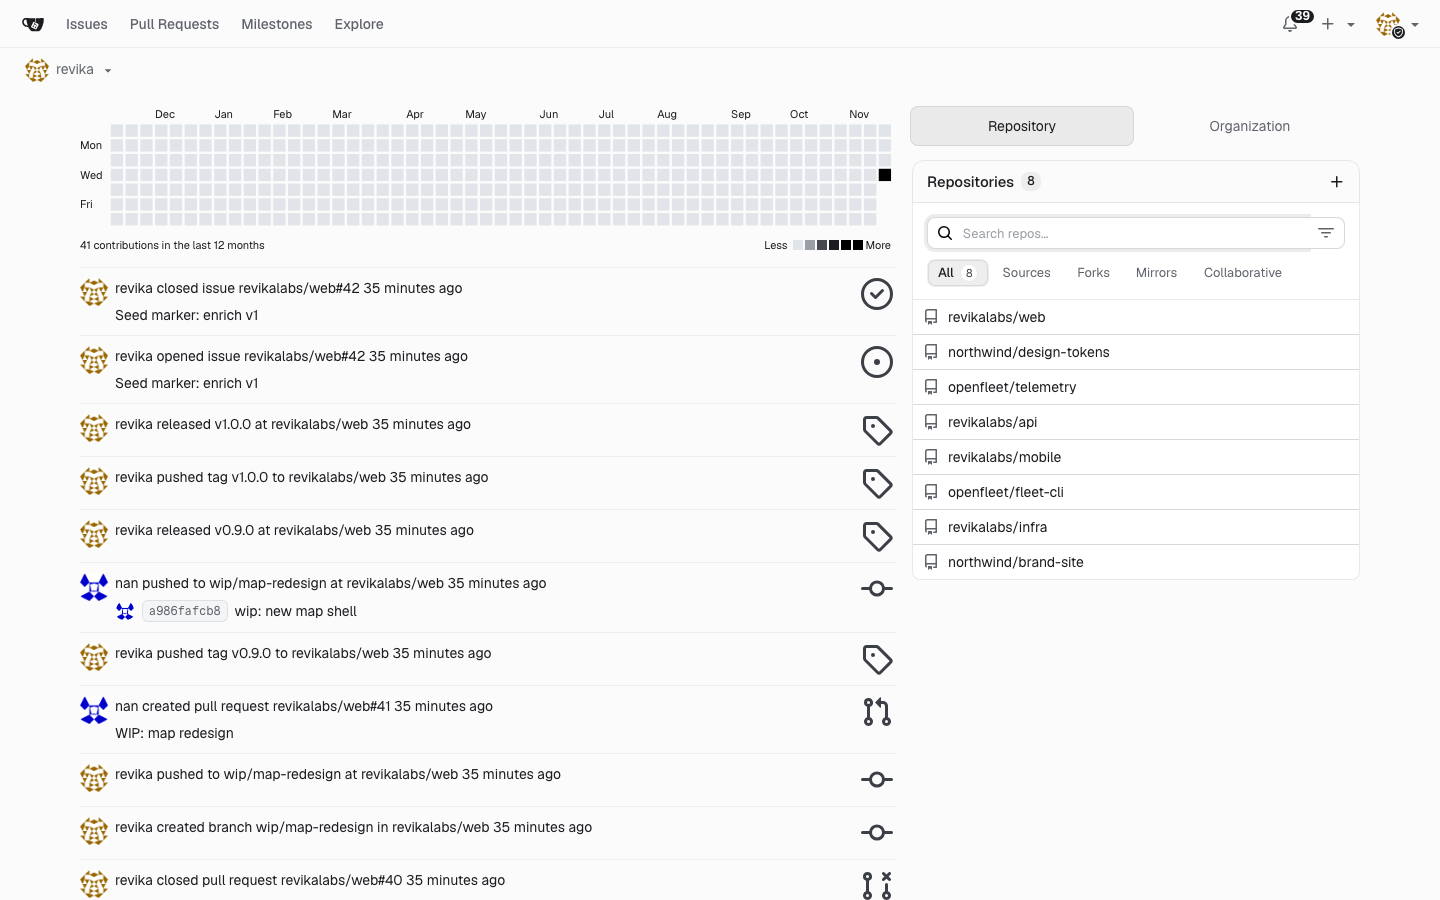 Issues Pull Requests Milestones Explore 39
revika
Dec Jan Feb Mar Apr May Jun Jul Aug Sep Oct Nov
Mon
Wed
Fri
41 contributions in the last 12 months Less More
revika closed issue revikalabs/web#42 35 minutes ago
Seed marker: enrich v1
revika opened issue revikalabs/web#42 35 minutes ago
Seed marker: enrich v1
revika released v1.0.0 at revikalabs/web 35 minutes ago
revika pushed tag v1.0.0 to revikalabs/web 35 minutes ago
revika released v0.9.0 at revikalabs/web 35 minutes ago
nan pushed to wip/map-redesign at revikalabs/web 35 minutes ago
a986fafcb8 wip: new map shell
revika pushed tag v0.9.0 to revikalabs/web 35 minutes ago
nan created pull request revikalabs/web#41 35 minutes ago
WIP: map redesign
revika pushed to wip/map-redesign at revikalabs/web 35 minutes ago
revika created branch wip/map-redesign in revikalabs/web 35 minutes ago
revika closed pull request revikalabs/web#40 35 minutes ago
Repository Organization
Repositories 8
Search repos...
All 8 Sources Forks Mirrors Collaborative
revikalabs/web
northwind/design-tokens
openfleet/telemetry
revikalabs/api
revikalabs/mobile
openfleet/fleet-cli
revikalabs/infra
northwind/brand-site